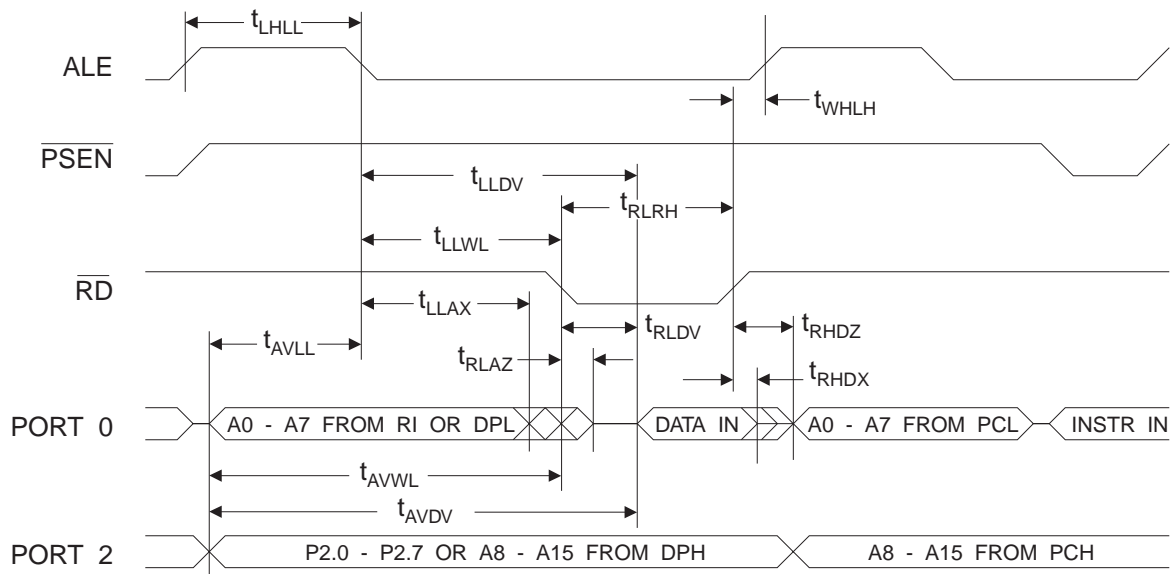 tLHLL
ALE
tWHLH
PSEN
tLLDV
tRLRH
tLLWL
RD
tLLAX
tRLDV
tRHDZ
tAVLL
tRLAZ
tRHDX
PORT 0
A0 - A7 FROM RI OR DPL
DATA IN
A0 - A7 FROM PCL
INSTR IN
tAVWL
tAVDV
PORT 2
P2.0 - P2.7 OR A8 - A15 FROM DPH
A8 - A15 FROM PCH